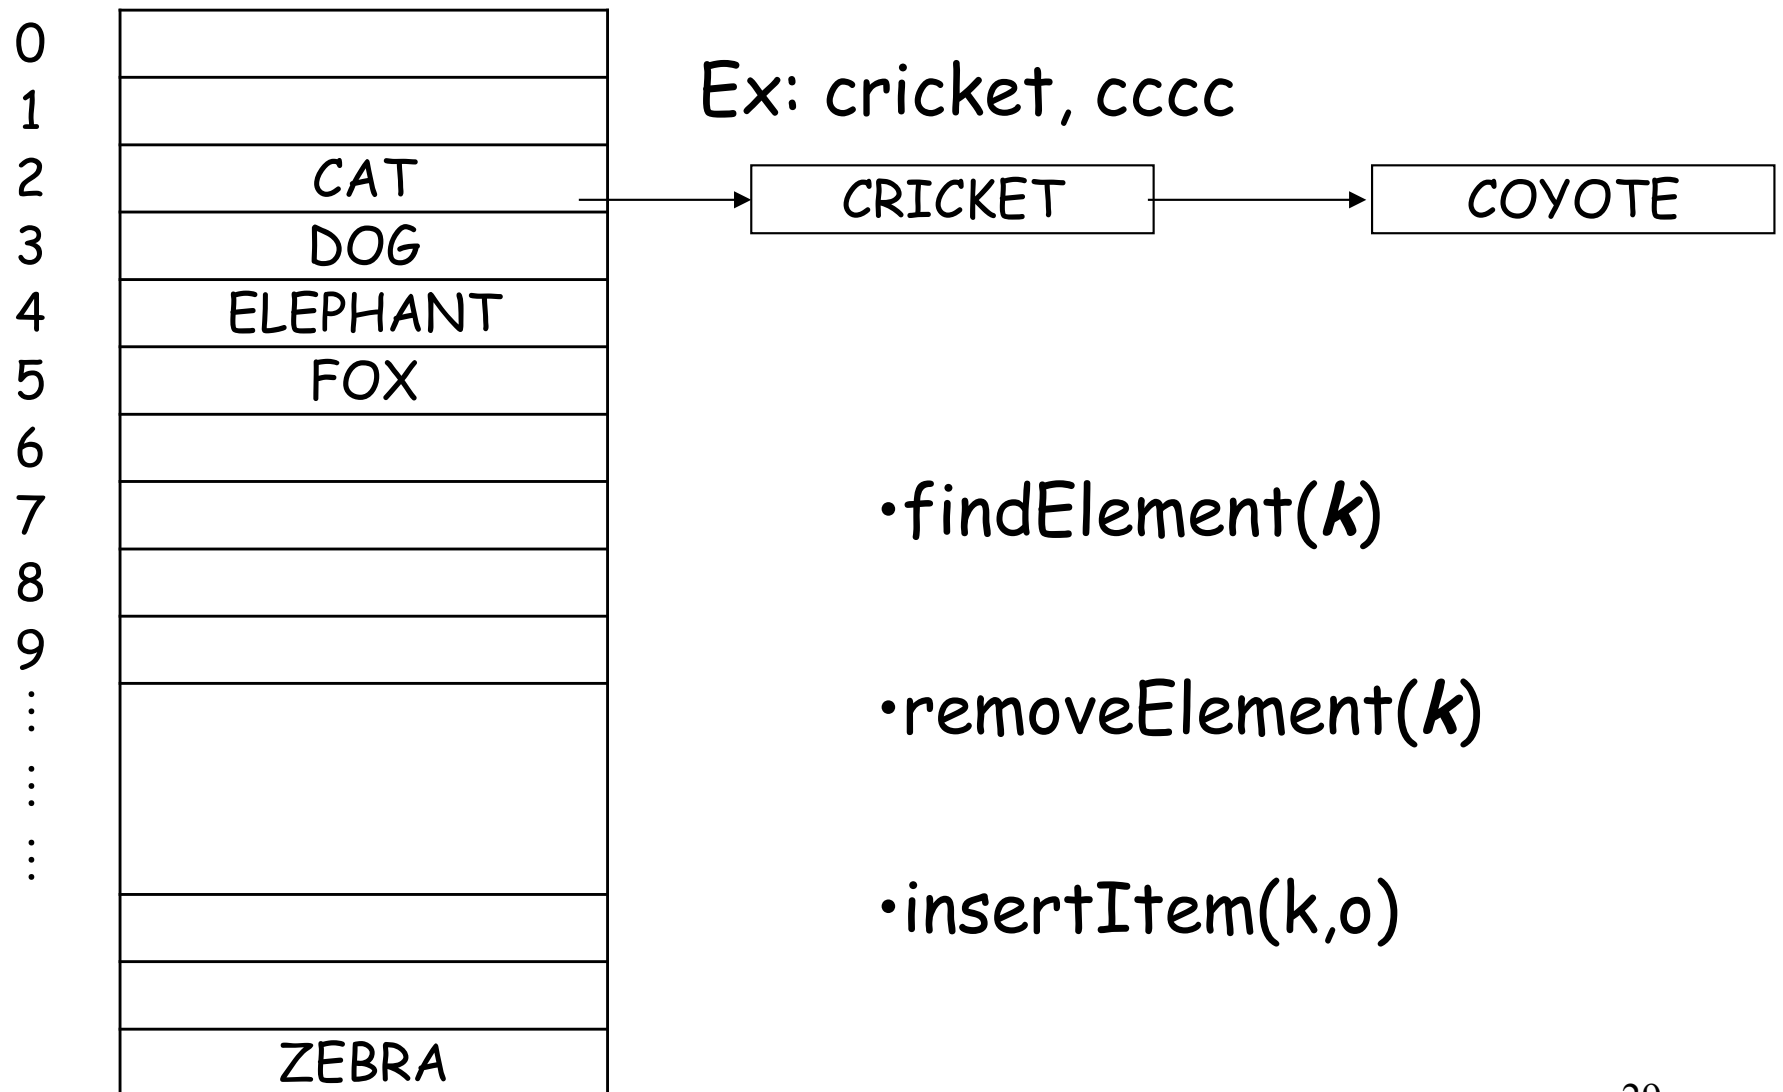 0
1
2 CAT
3 DOG
4 ELEPHANT
5 FOX
6
7
8
9
⋮
⋮
⋮
ZEBRA
Ex: cricket, cccc
CRICKET COYOTE
•findElement(k)
•removeElement(k)
•insertItem(k,o)